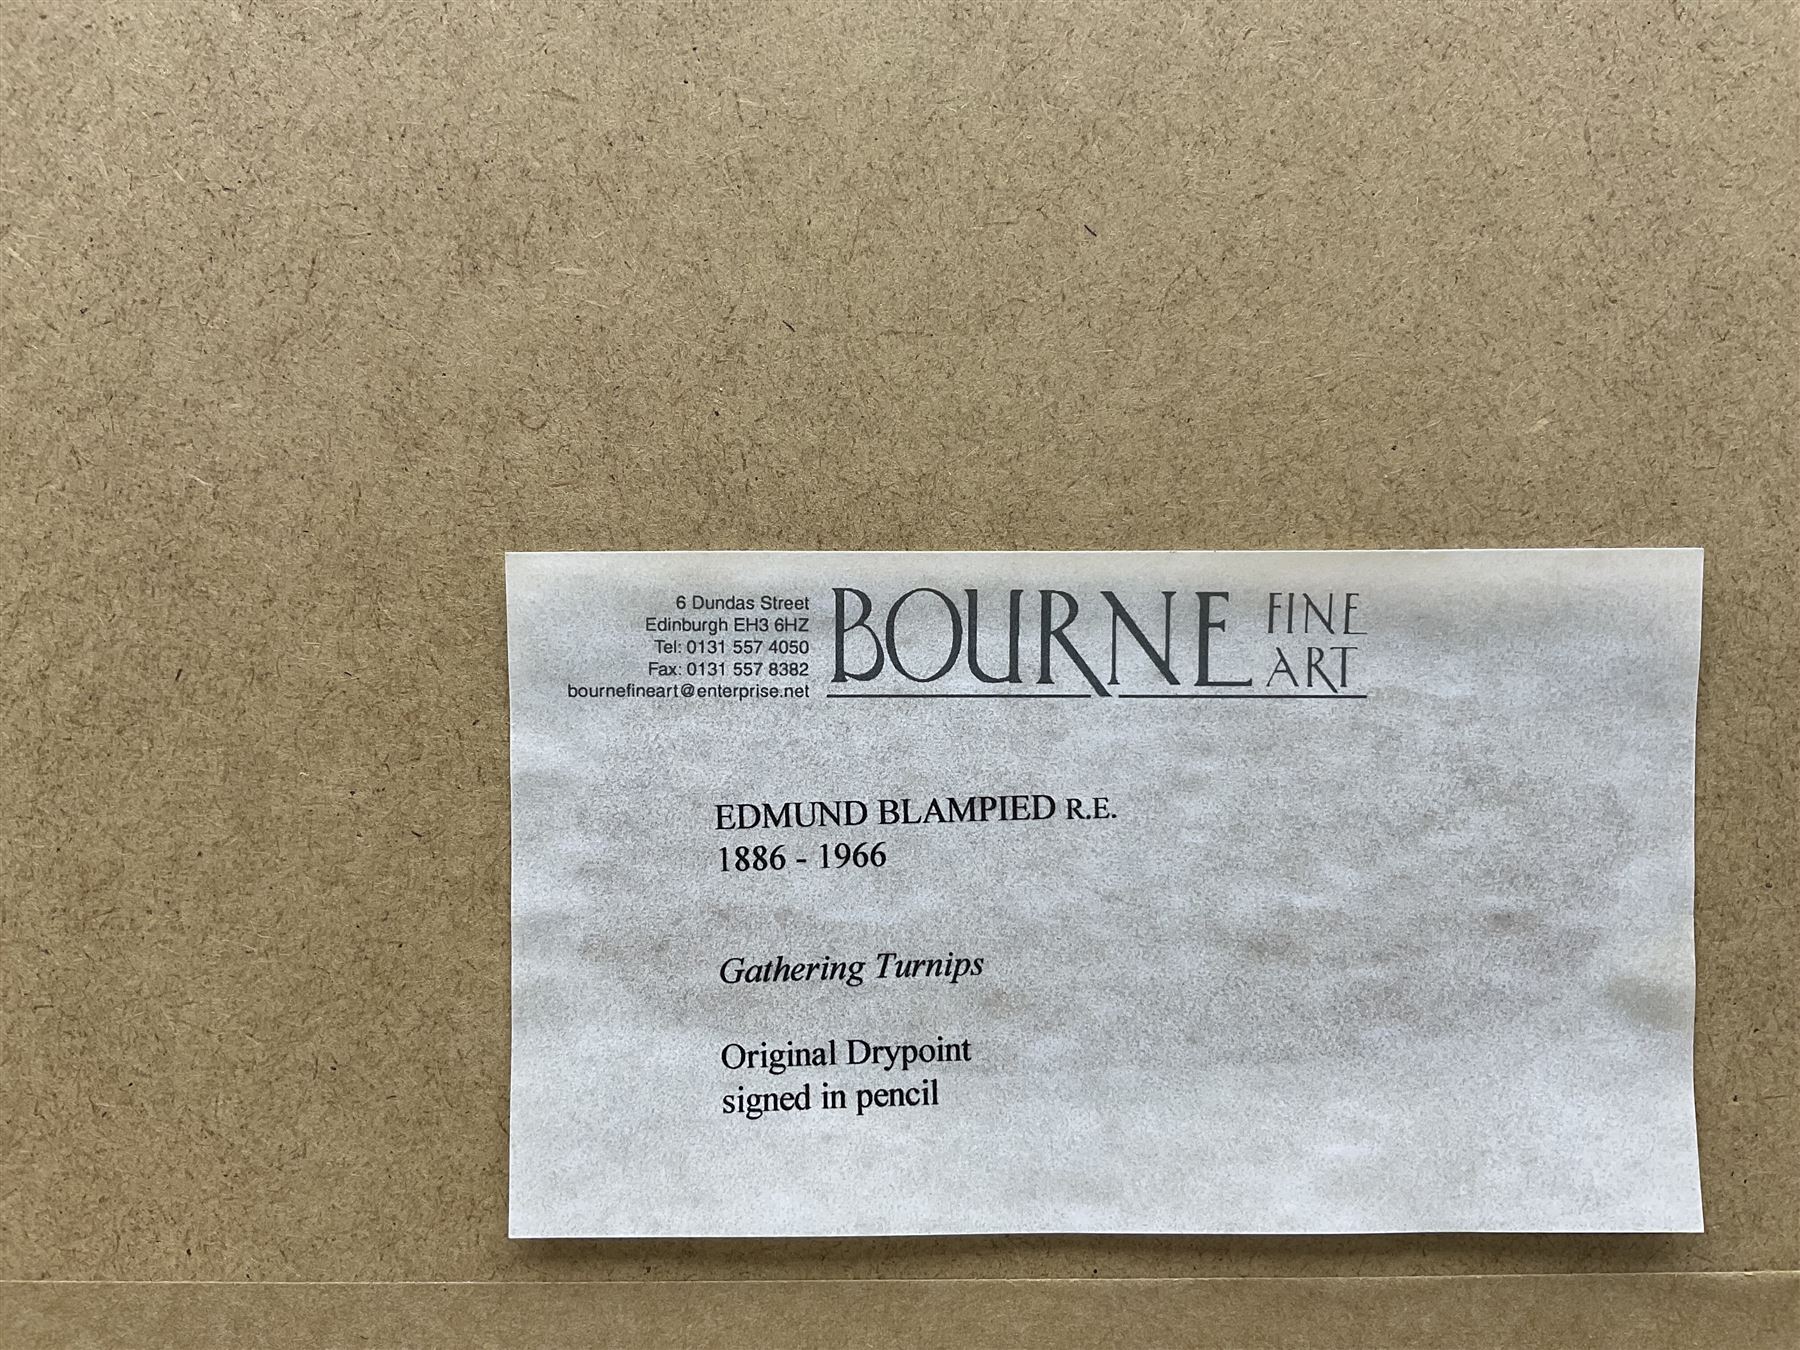 6 Dundas Street
Edinburgh EH3 6HZ
Tel: 0131 557 4050
Fax: 0131 557 8382
bournefineart@enterprise.net
BOURNE FINE ART
EDMUND BLAMPIED R.E.
1886 - 1966
Gathering Turnips
Original Drypoint
signed in pencil